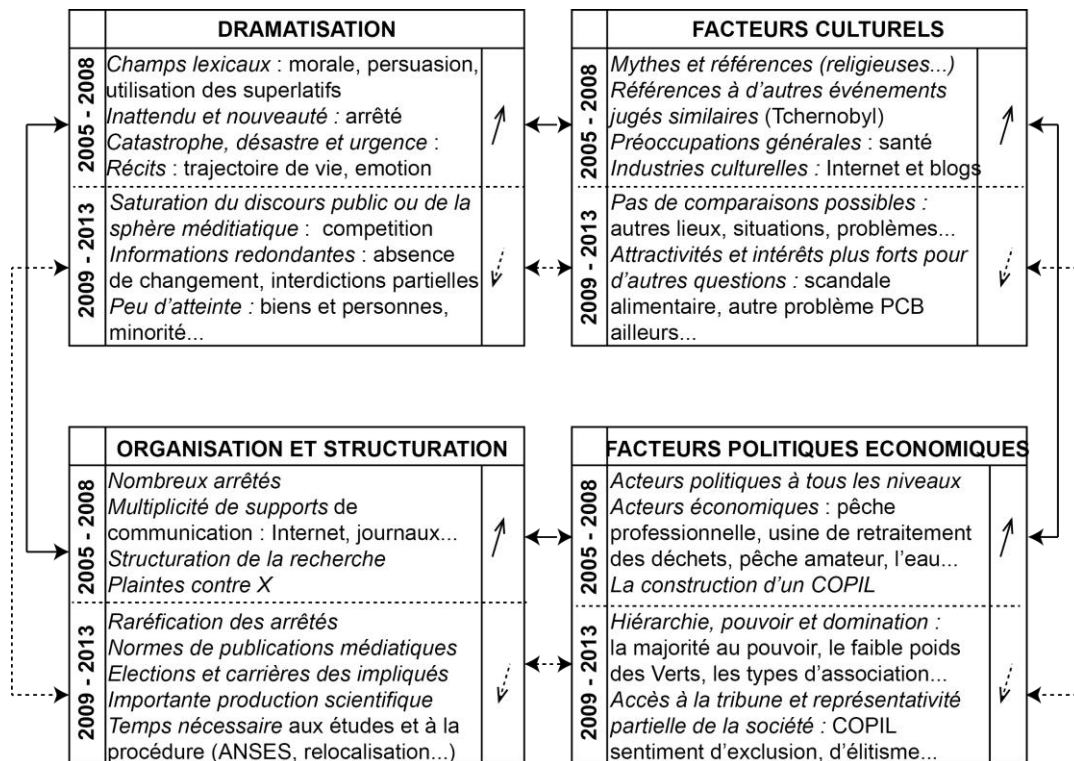 DRAMATISATION
2005 - 2008
Champs lexicaux : morale, persuasion,
utilisation des superlatifs
Inattendu et nouveauté : arrêté
Catastrophe, désastre et urgence :
Récits : trajectoire de vie, emotion
2009 - 2013
Saturation du discours public ou de la
sphère méditiatique : competition
Informations redondantes : absence
de changement, interdictions partielles
Peu d'atteinte : biens et personnes,
minorité...
FACTEURS CULTURELS
2005 - 2008
Mythes et références (religieuses...)
Références à d'autres événements
jugés similaires (Tchernobyl)
Préoccupations générales : santé
Industries culturelles : Internet et blogs
2009 - 2013
Pas de comparaisons possibles :
autres lieux, situations, problèmes...
Attractivités et intérêts plus forts pour
d'autres questions : scandale
alimentaire, autre problème PCB
ailleurs...
ORGANISATION ET STRUCTURATION
2005 - 2008
Nombreux arrêtés
Multiplicité de supports de
communication : Internet, journaux...
Structuration de la recherche
Plaintes contre X
2009 - 2013
Raréfication des arrêtés
Normes de publications médiatiques
Elections et carrières des impliqués
Importante production scientifique
Temps nécessaire aux études et à la
procédure (ANSES, relocalisation...)
FACTEURS POLITIQUES ECONOMIQUES
2005 - 2008
Acteurs politiques à tous les niveaux
Acteurs économiques : pêche
professionnelle, usine de retraitement
des déchets, pêche amateur, l'eau...
La construction d'un COPIL
2009 - 2013
Hiérarchie, pouvoir et domination :
la majorité au pouvoir, le faible poids
des Verts, les types d'association...
Accès à la tribune et représentativité
partielle de la société : COPIL
sentiment d'exclusion, d'élitisme...